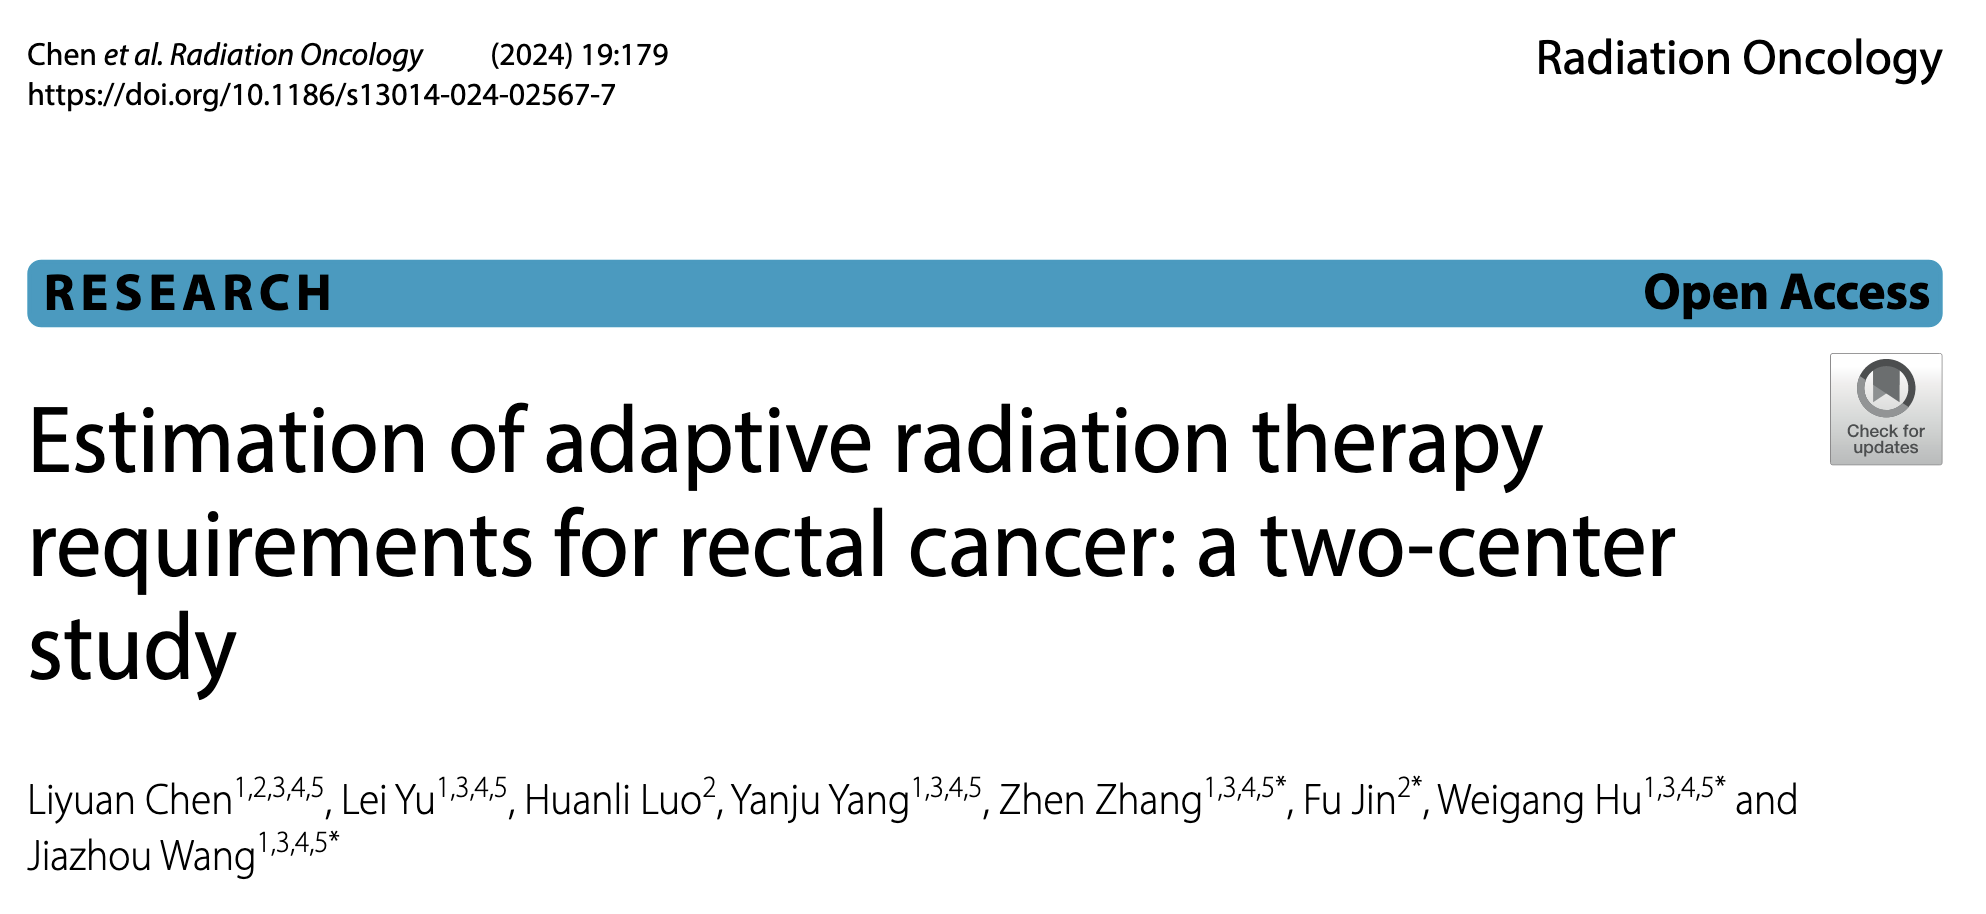 Chen et al. Radiation Oncology (2024) 19:179
https://doi.org/10.1186/s13014-024-02567-7
Radiation Oncology
RESEARCH
Open Access
Check for
updates
Estimation of adaptive radiation therapy
requirements for rectal cancer: a two-center
study
Liyuan Chen1,2,3,4,5, Lei Yu1,3,4,5, Huanli Luo2, Yanju Yang1,3,4,5, Zhen Zhang1,3,4,5*, Fu Jin2*, Weigang Hu1,3,4,5* and
Jiazhou Wang1,3,4,5*